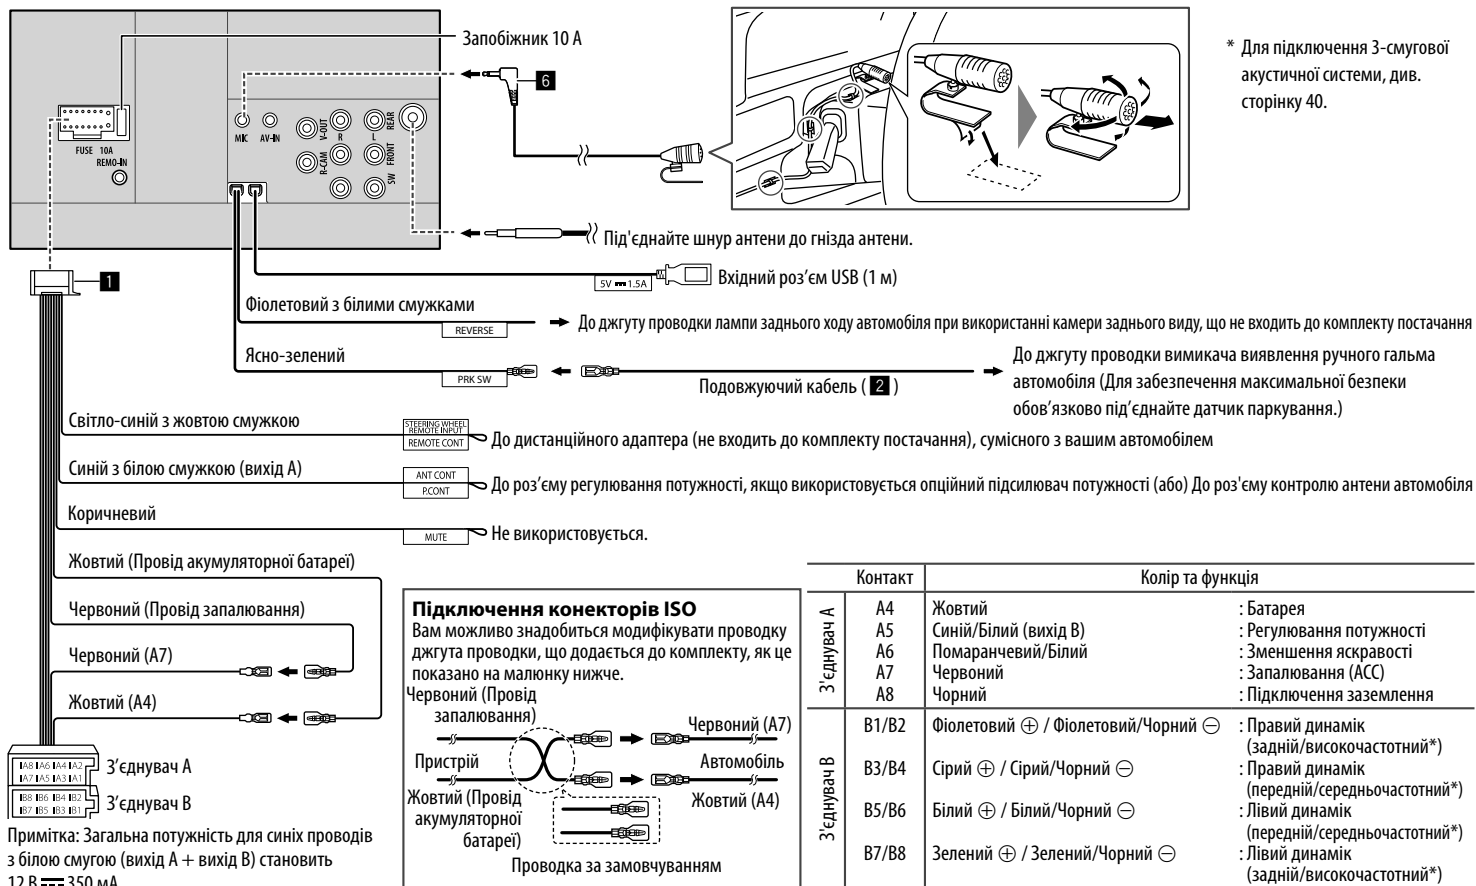 Запобіжник 10 А
6
* Для підключення 3-смугової
акустичної системи, див.
сторінку 40.
FUSE 10A
REMO-IN
MIC
AV-IN
V-OUT
R-CAM
R
L
REAR
FRONT
SW
Під'єднайте шнур антени до гнізда антени.
5V 1.5A
Вхідний роз’єм USB (1 м)
1
Фіолетовий з білими смужками
REVERSE
До джгуту проводки лампи заднього ходу автомобіля при використанні камери заднього виду, що не входить до комплекту постачання
Ясно-зелений
PRK SW
Подовжуючий кабель ( 2 )
До джгуту проводки вимикача виявлення ручного гальма
автомобіля (Для забезпечення максимальної безпеки
обов’язково під’єднайте датчик паркування.)
Світло-синій з жовтою смужкою
STEERING WHEEL
REMOTE INPUT
REMOTE CONT
До дистанційного адаптера (не входить до комплекту постачання), сумісного з вашим автомобілем
Синій з білою смужкою (вихід А)
ANT CONT
P.CONT
До роз’єму регулювання потужності, якщо використовується опційний підсилювач потужності (або) До роз'єму контролю антени автомобіля
Коричневий
MUTE
Не використовується.
Жовтий (Провід акумуляторної батареї)
Червоний (Провід запалювання)
Червоний (A7)
Жовтий (A4)
A8 A6 A4 A2
A7 A5 A3 A1
З’єднувач A
B8 B6 B4 B2
B7 B5 B3 B1
З’єднувач B
Примітка: Загальна потужність для синіх проводів
з білою смугою (вихід А + вихід В) становить
12 В ⎓ 350 мА
Підключення конекторів ISO
Вам можливо знадобиться модифікувати проводку
джгута проводки, що додається до комплекту, як це
показано на малюнку нижче.
Червоний (Провід
запалювання)
Червоний (A7)
Пристрій
Автомобіль
Жовтий (Провід
акумуляторної
батареї)
Жовтий (A4)
Проводка за замовчуванням
Контакт Колір та функція
З'єднувач A
A4 Жовтий : Батарея
A5 Синій/Білий (вихід B) : Регулювання потужності
A6 Помаранчевий/Білий : Зменшення яскравості
A7 Червоний : Запалювання (ACC)
A8 Чорний : Підключення заземлення
З'єднувач B
B1/B2 Фіолетовий ⊕ / Фіолетовий/Чорний ⊖ : Правий динамік
(задній/високочастотний*)
B3/B4 Сірий ⊕ / Сірий/Чорний ⊖ : Правий динамік
(передній/середньочастотний*)
B5/B6 Білий ⊕ / Білий/Чорний ⊖ : Лівий динамік
(передній/середньочастотний*)
B7/B8 Зелений ⊕ / Зелений/Чорний ⊖ : Лівий динамік
(задній/високочастотний*)